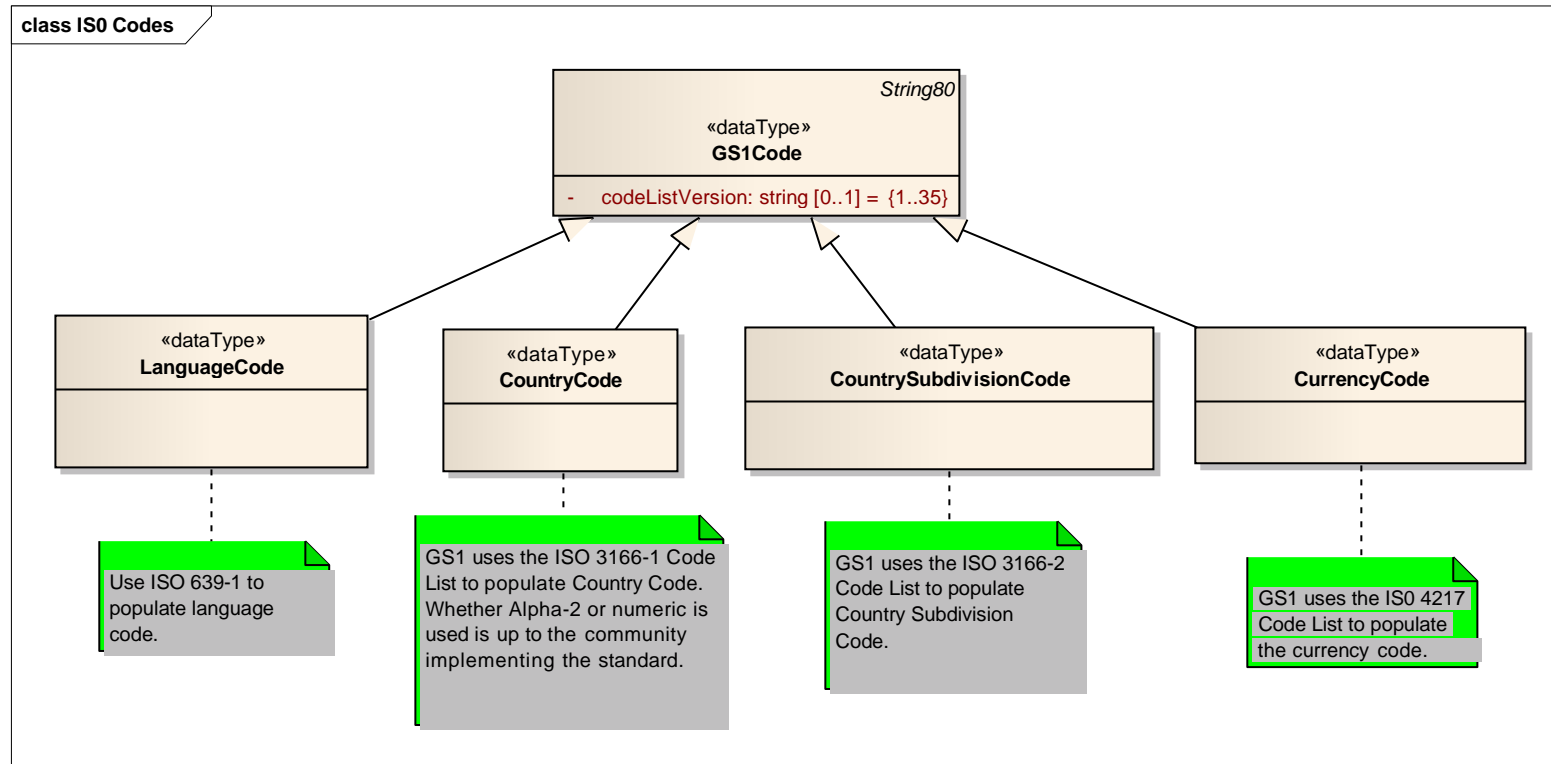 class IS0 Codes
String80
«dataType»
GS1Code
- codeListVersion: string [0..1] = {1..35}
«dataType»
LanguageCode
«dataType»
CountryCode
«dataType»
CountrySubdivisionCode
«dataType»
CurrencyCode
Use ISO 639-1 to
populate language
code.
GS1 uses the ISO 3166-1 Code
List to populate Country Code.
Whether Alpha-2 or numeric is
used is up to the community
implementing the standard.
GS1 uses the ISO 3166-2
Code List to populate
Country Subdivision
Code.
GS1 uses the IS0 4217
Code List to populate
the currency code.